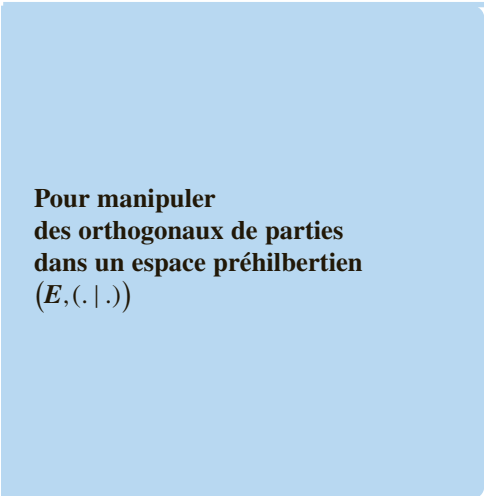 Pour manipuler
des orthogonaux de parties
dans un espace préhilbertien
(E,(. | .))